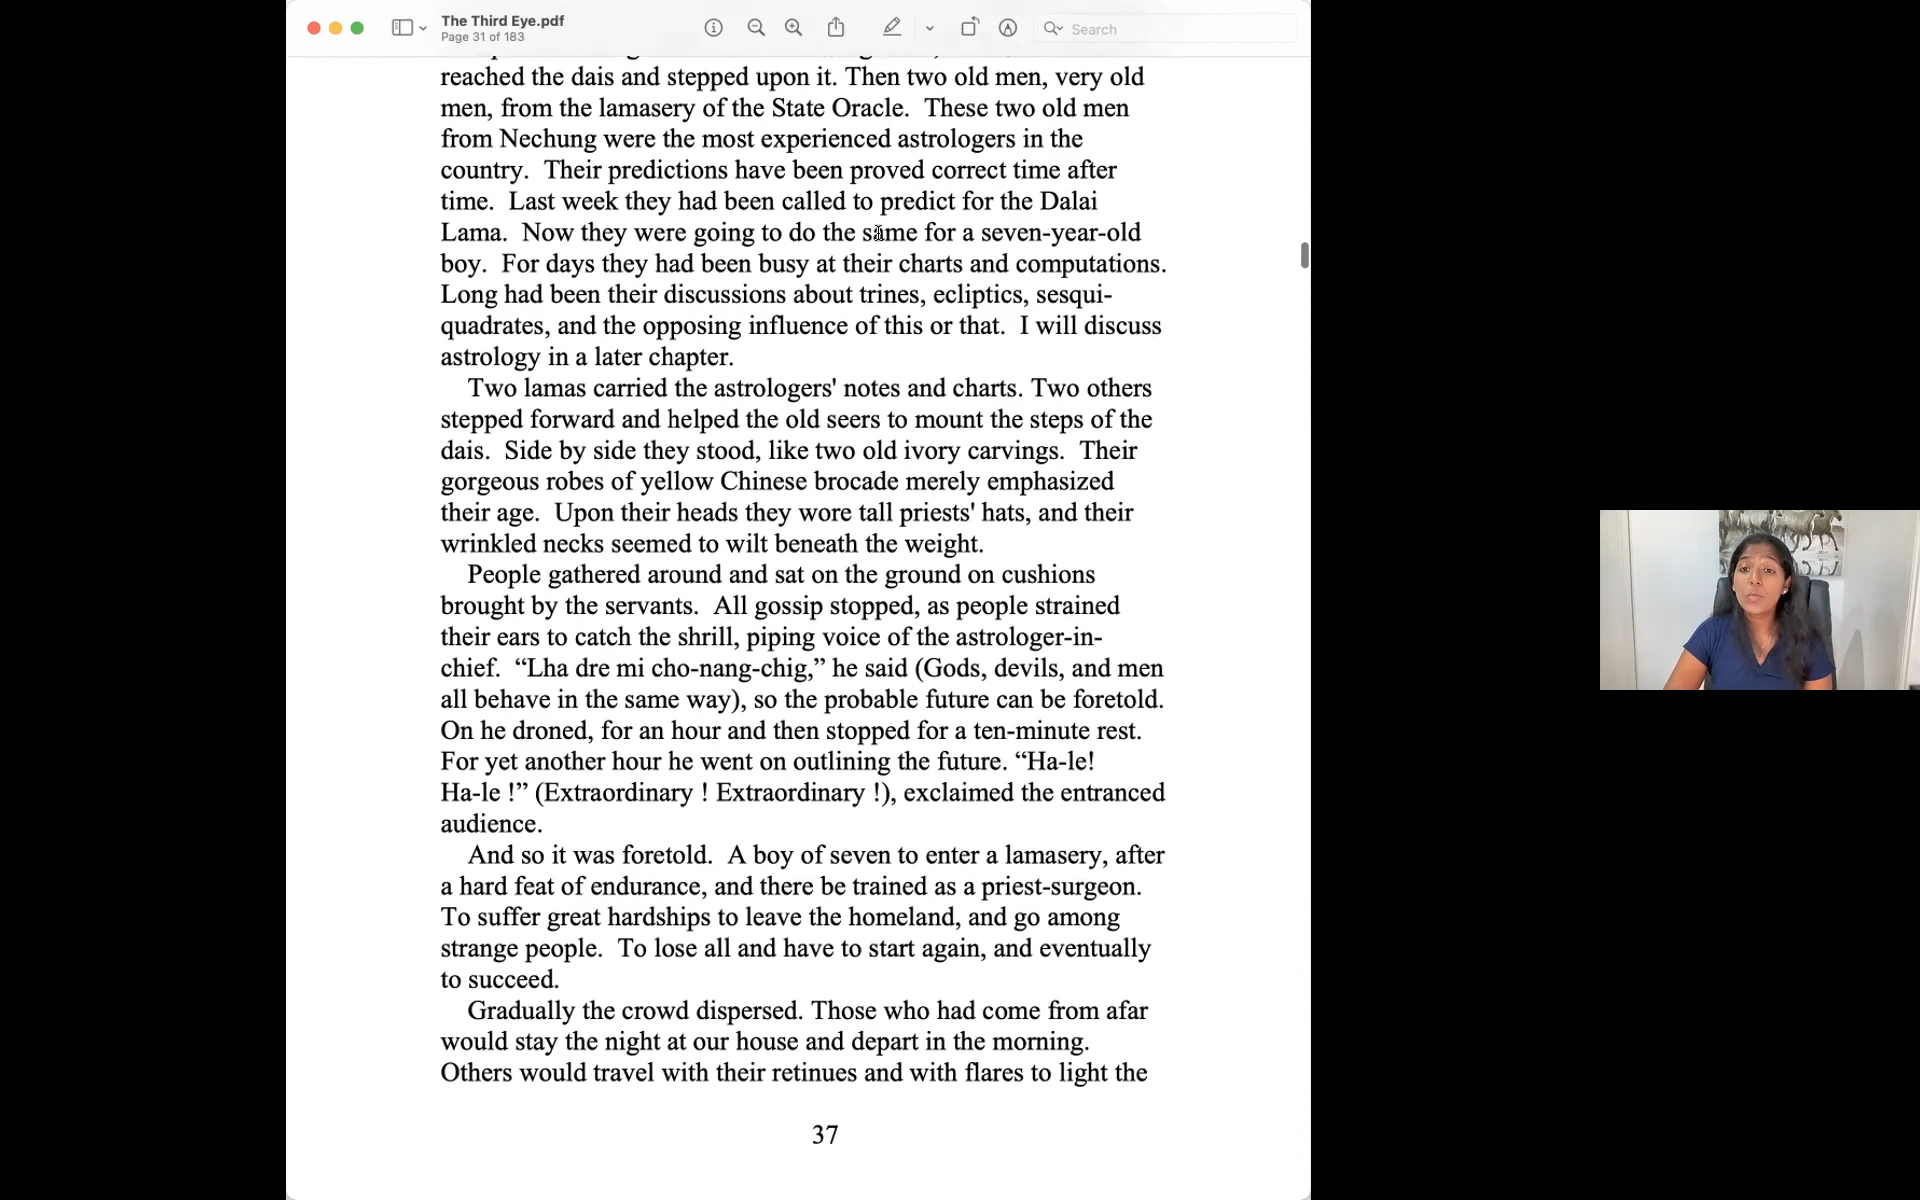 The Third Eye.pdf
Page 31 of 183
Search
reached the dais and stepped upon it. Then two old men, very old
men, from the lamasery of the State Oracle.  These two old men
from Nechung were the most experienced astrologers in the
country.  Their predictions have been proved correct time after
time.  Last week they had been called to predict for the Dalai
Lama.  Now they were going to do the same for a seven-year-old
boy.  For days they had been busy at their charts and computations.
Long had been their discussions about trines, ecliptics, sesqui-
quadrates, and the opposing influence of this or that.  I will discuss
astrology in a later chapter.
Two lamas carried the astrologers' notes and charts. Two others
stepped forward and helped the old seers to mount the steps of the
dais.  Side by side they stood, like two old ivory carvings.  Their
gorgeous robes of yellow Chinese brocade merely emphasized
their age.  Upon their heads they wore tall priests' hats, and their
wrinkled necks seemed to wilt beneath the weight.
People gathered around and sat on the ground on cushions
brought by the servants.  All gossip stopped, as people strained
their ears to catch the shrill, piping voice of the astrologer-in-
chief.  “Lha dre mi cho-nang-chig,” he said (Gods, devils, and men
all behave in the same way), so the probable future can be foretold.
On he droned, for an hour and then stopped for a ten-minute rest.
For yet another hour he went on outlining the future. “Ha-le!
Ha-le !” (Extraordinary ! Extraordinary !), exclaimed the entranced
audience.
And so it was foretold.  A boy of seven to enter a lamasery, after
a hard feat of endurance, and there be trained as a priest-surgeon.
To suffer great hardships to leave the homeland, and go among
strange people.  To lose all and have to start again, and eventually
to succeed.
Gradually the crowd dispersed. Those who had come from afar
would stay the night at our house and depart in the morning.
Others would travel with their retinues and with flares to light the
37